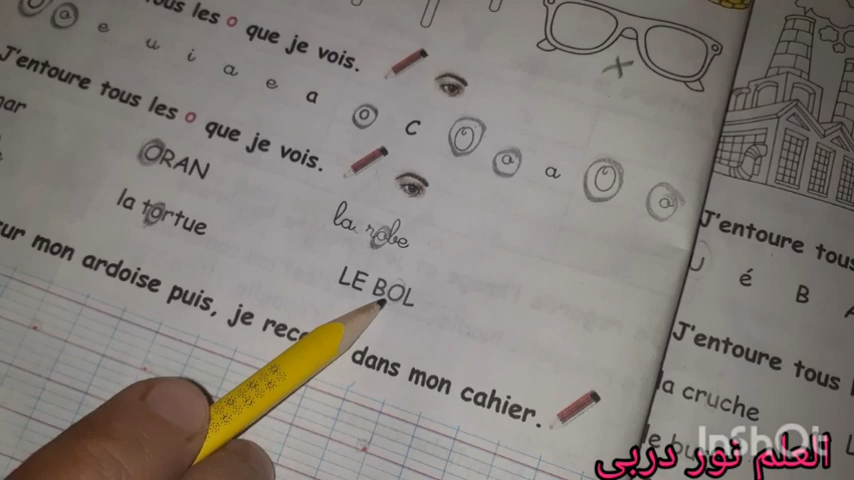 tous les o que je vois.
e u i a e a o c O a a O a
J'entoure tous les o que je vois.
ORAN
la tortue
la robe
LE BOL
sur mon ardoise puis, je dans mon cahier.
J'entoure tous
é B
J'entoure tous
la cruche
le
InShOt
العلم نور دربي